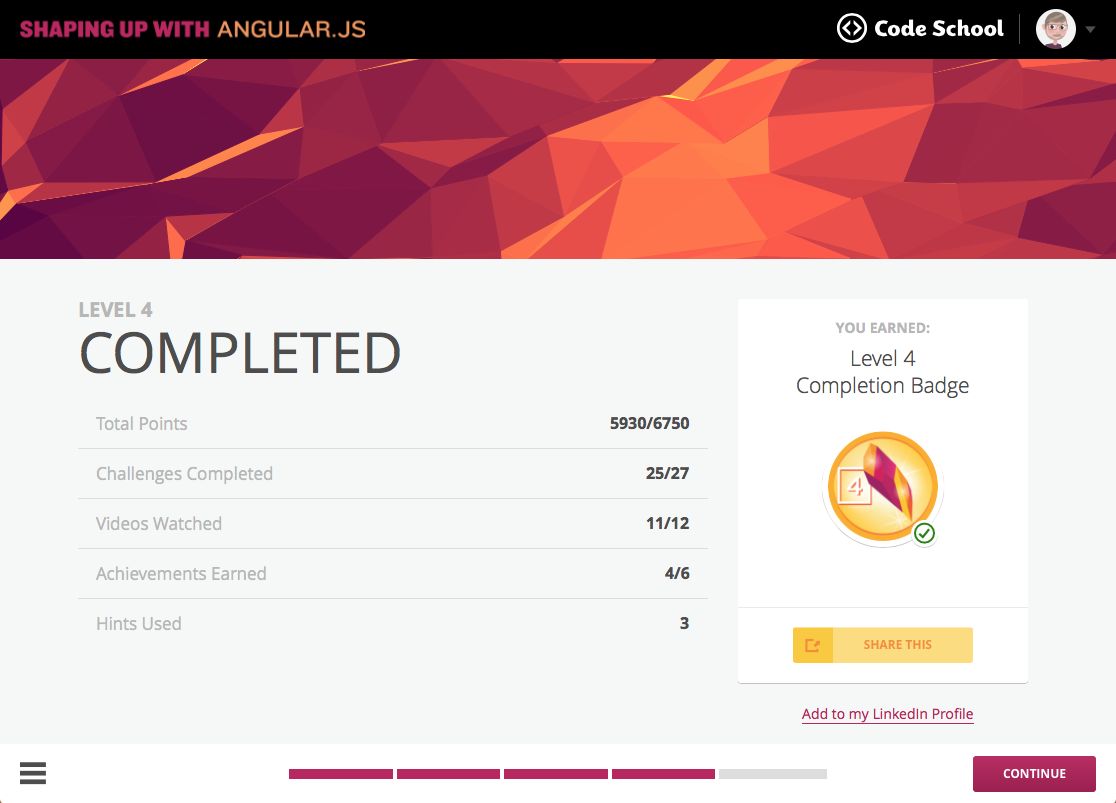 SHAPING UP WITH ANGULAR.JS
Code School
LEVEL 4
COMPLETED
Total Points 5930/6750
Challenges Completed 25/27
Videos Watched 11/12
Achievements Earned 4/6
Hints Used 3
YOU EARNED:
Level 4
Completion Badge
4
SHARE THIS
Add to my LinkedIn Profile
CONTINUE